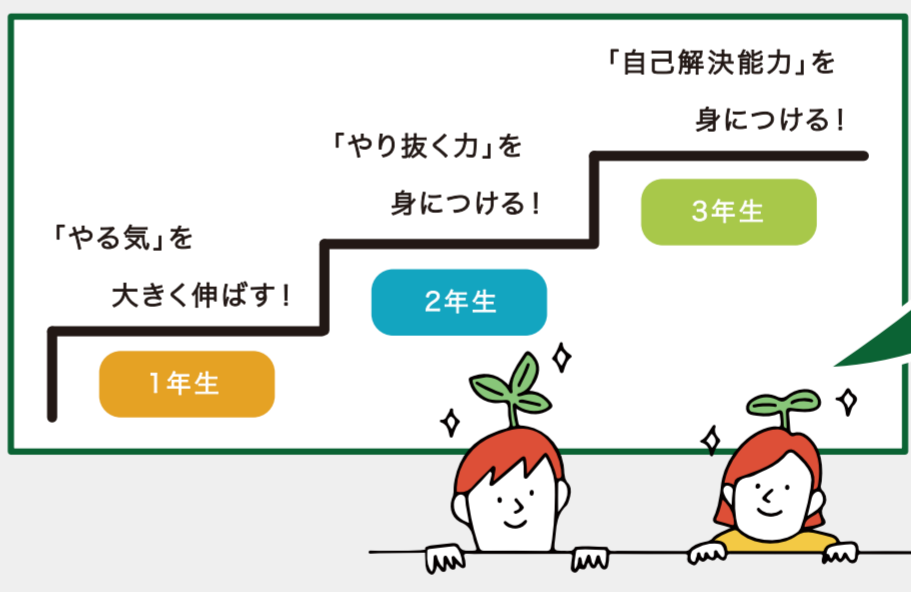 「やる気」を
大きく伸ばす！
1年生
「やり抜く力」を
身につける！
2年生
「自己解決能力」を
身につける！
3年生